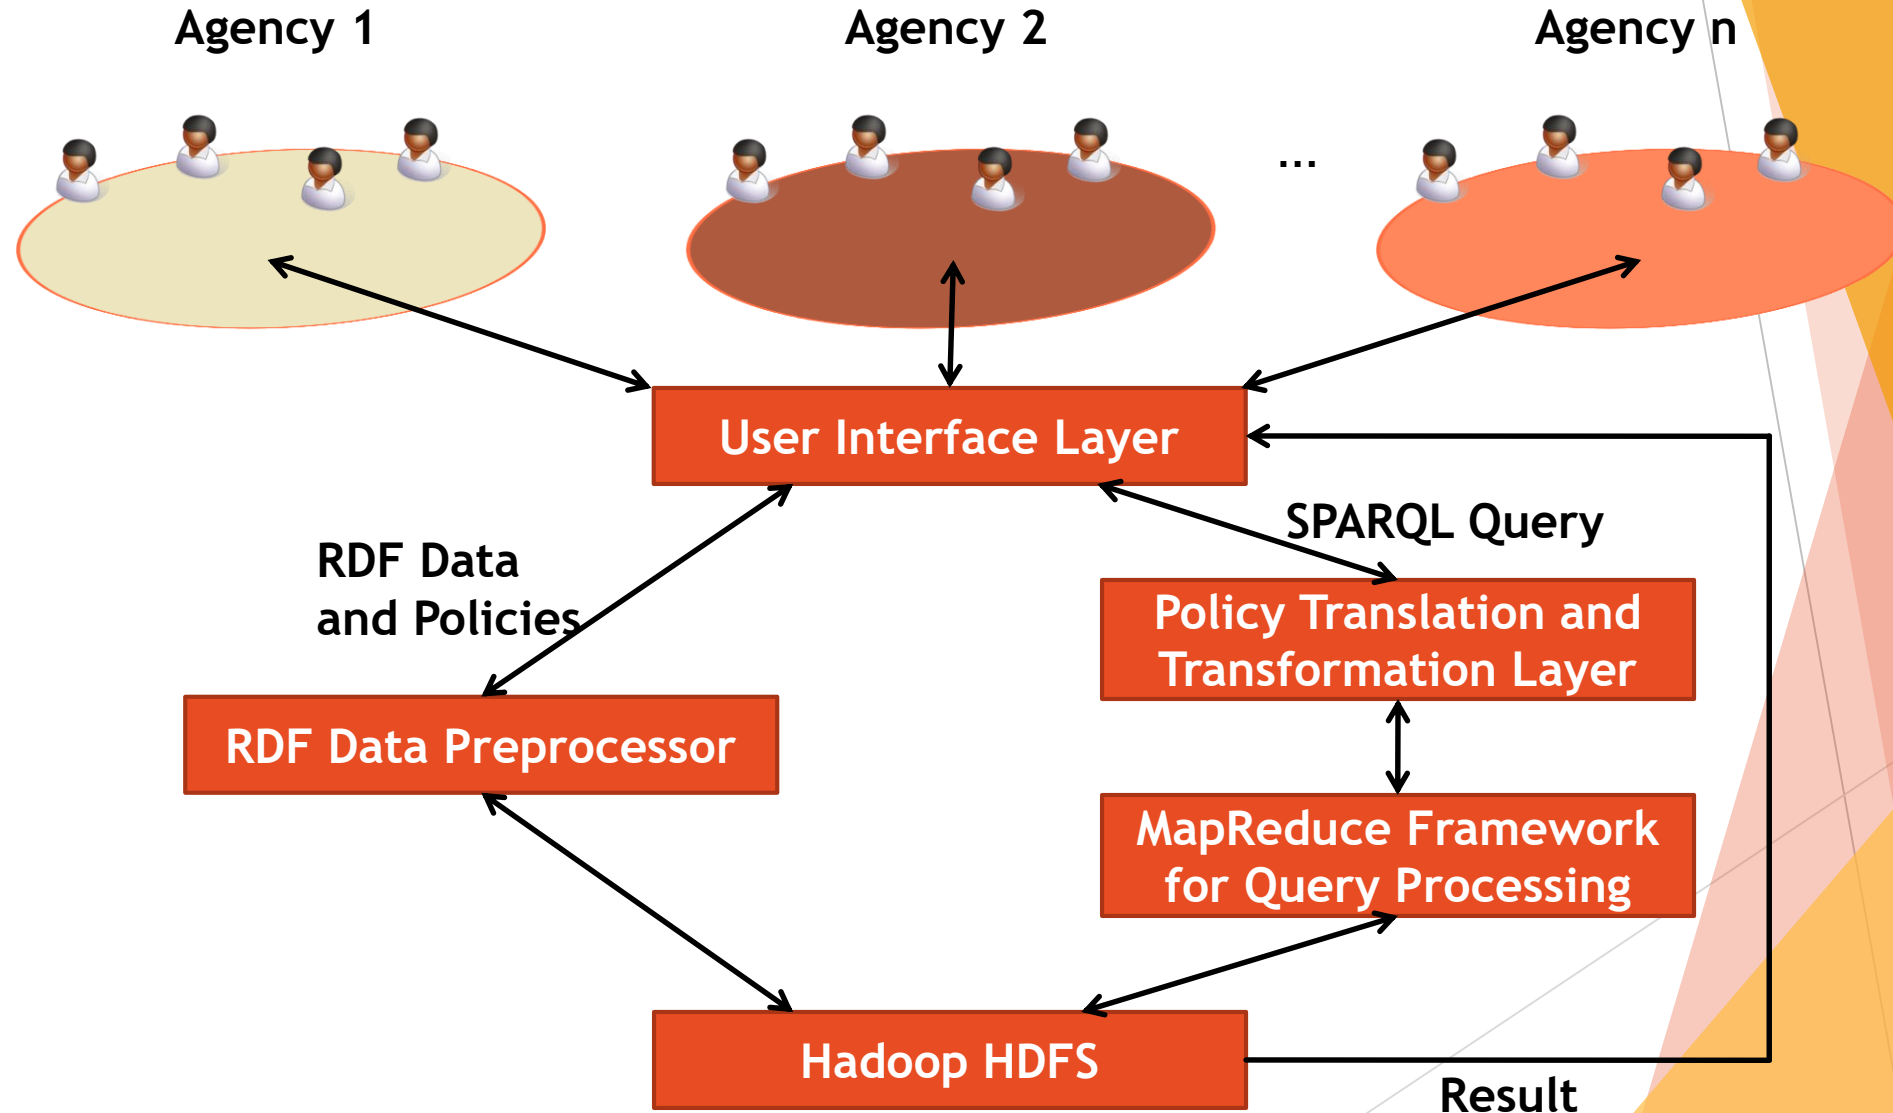 Agency 1
Agency 2
Agency n
...
User Interface Layer
SPARQL Query
RDF Data
and Policies
Policy Translation and
Transformation Layer
RDF Data Preprocessor
MapReduce Framework
for Query Processing
Hadoop HDFS
Result